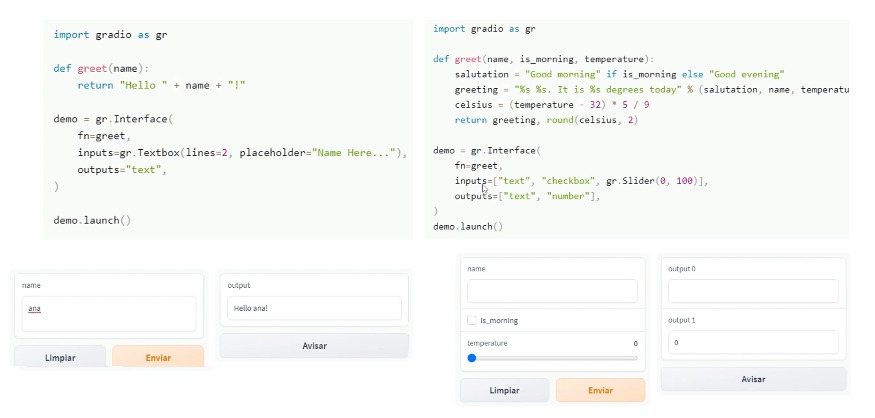 import gradio as gr
def greet(name):
    return "Hello " + name + "!"
demo = gr.Interface(
    fn=greet,
    inputs=gr.Textbox(lines=2, placeholder="Name Here..."),
    outputs="text",
)
demo.launch()
import gradio as gr
def greet(name, is_morning, temperature):
    salutation = "Good morning" if is_morning else "Good evening"
    greeting = "%s %s. It is %s degrees today" % (salutation, name, temperatu
    celsius = (temperature - 32) * 5 / 9
    return greeting, round(celsius, 2)
demo = gr.Interface(
    fn=greet,
    inputs=["text", "checkbox", gr.Slider(0, 100)],
    outputs=["text", "number"],
)
demo.launch()
name
ana
Limpiar
Enviar
output
Hello ana!
Avisar
name
is_morning
temperature
0
Limpiar
Enviar
output 0
output 1
0
Avisar